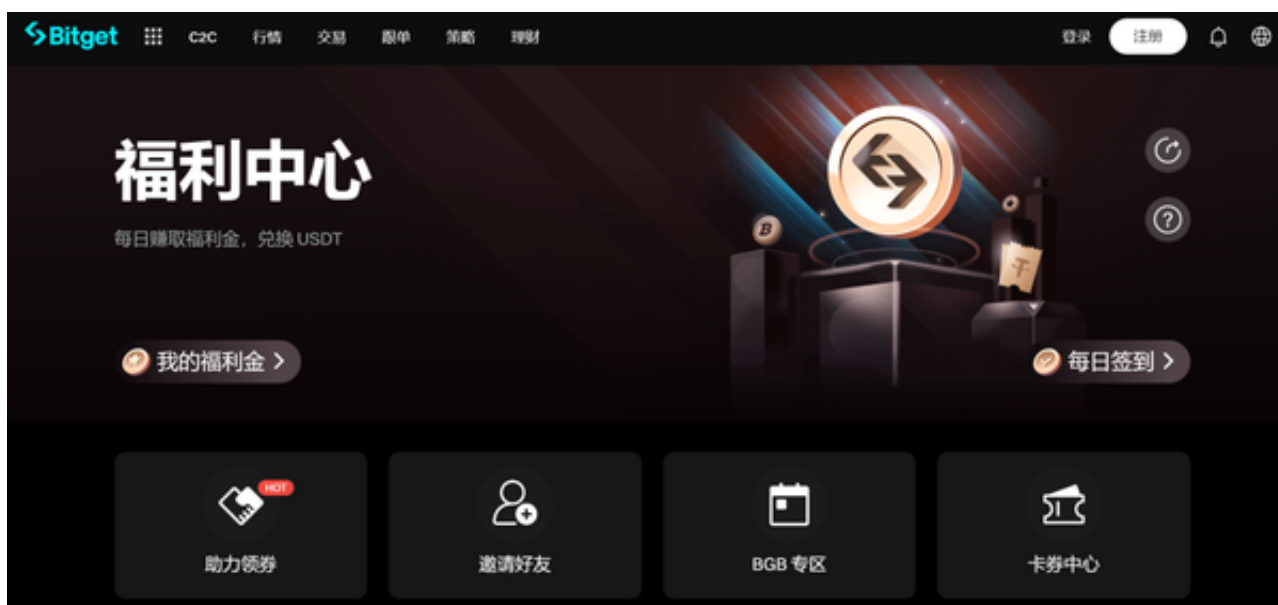 Bitget C2C 行情 交易 跟单 策略 理财 登录 注册
福利中心
每日赚取福利金，兑换 USDT
我的福利金 每日签到
HOT
助力领券 邀请好友 BGB 专区 卡券中心